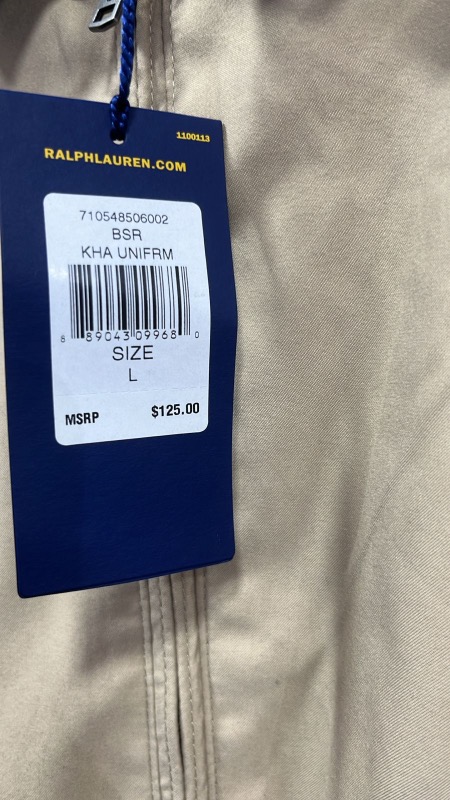 1100113
RALPHLAUREN.COM
710548506002
BSR
KHA UNIFRM
8 89043 09968 0
SIZE
L
MSRP $125.00